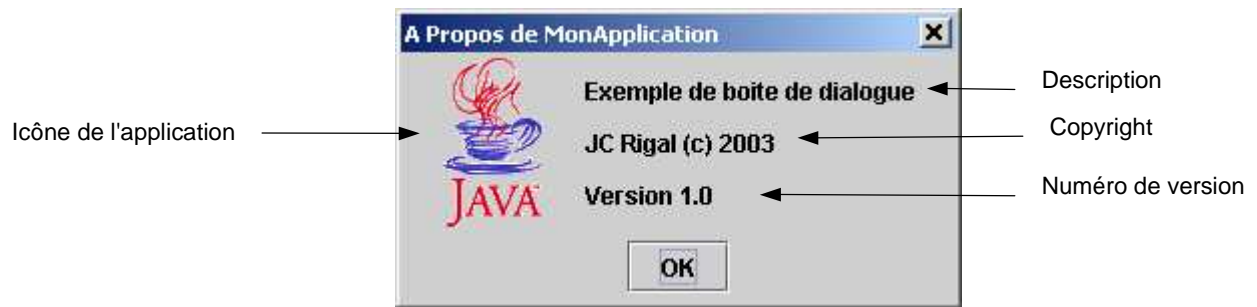 A Propos de MonApplication
Exemple de boite de dialogue
Description
Icône de l'application
JC Rigal (c) 2003
Copyright
JAVA
Version 1.0
Numéro de version
OK